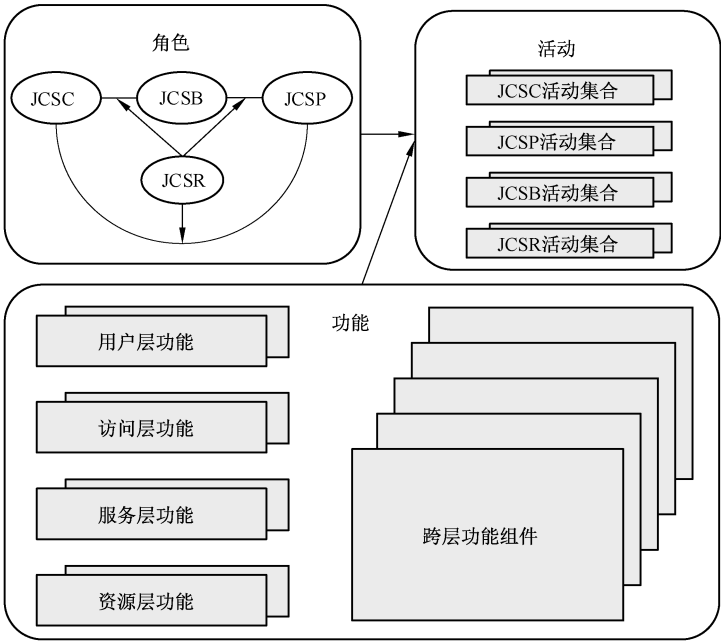 角色
JCSC
JCSB
JCSP
JCSR
活动
JCSC活动集合
JCSP活动集合
JCSB活动集合
JCSR活动集合
功能
用户层功能
访问层功能
服务层功能
资源层功能
跨层功能组件